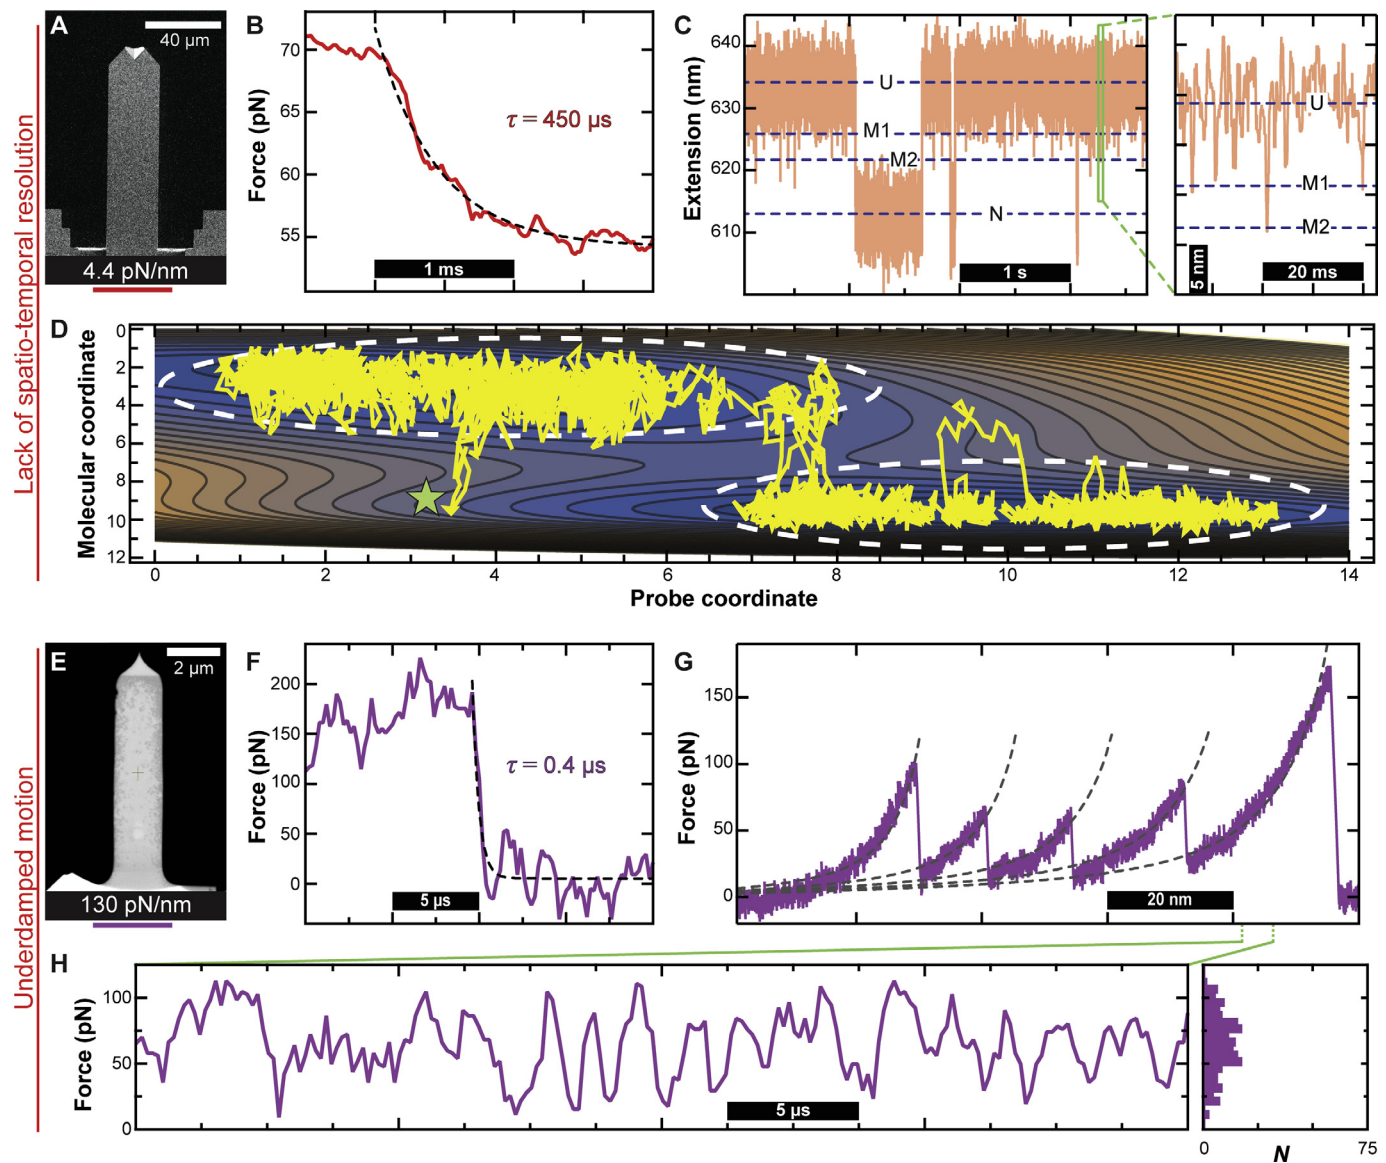 Lack of spatio-temporal resolution
A
40 µm
4.4 pN/nm
B
Force (pN)
70
65
60
55
τ = 450 µs
1 ms
C
Extension (nm)
640
630
620
610
U
M1
M2
N
1 s
U
M1
M2
5 nm
20 ms
D
Molecular coordinate
0
2
4
6
8
10
12
0 2 4 6 8 10 12 14
Probe coordinate
Underdamped motion
E
2 µm
130 pN/nm
F
Force (pN)
200
150
100
50
0
τ = 0.4 µs
5 µs
G
Force (pN)
150
100
50
0
20 nm
H
Force (pN)
100
50
0
5 µs
0 N 75